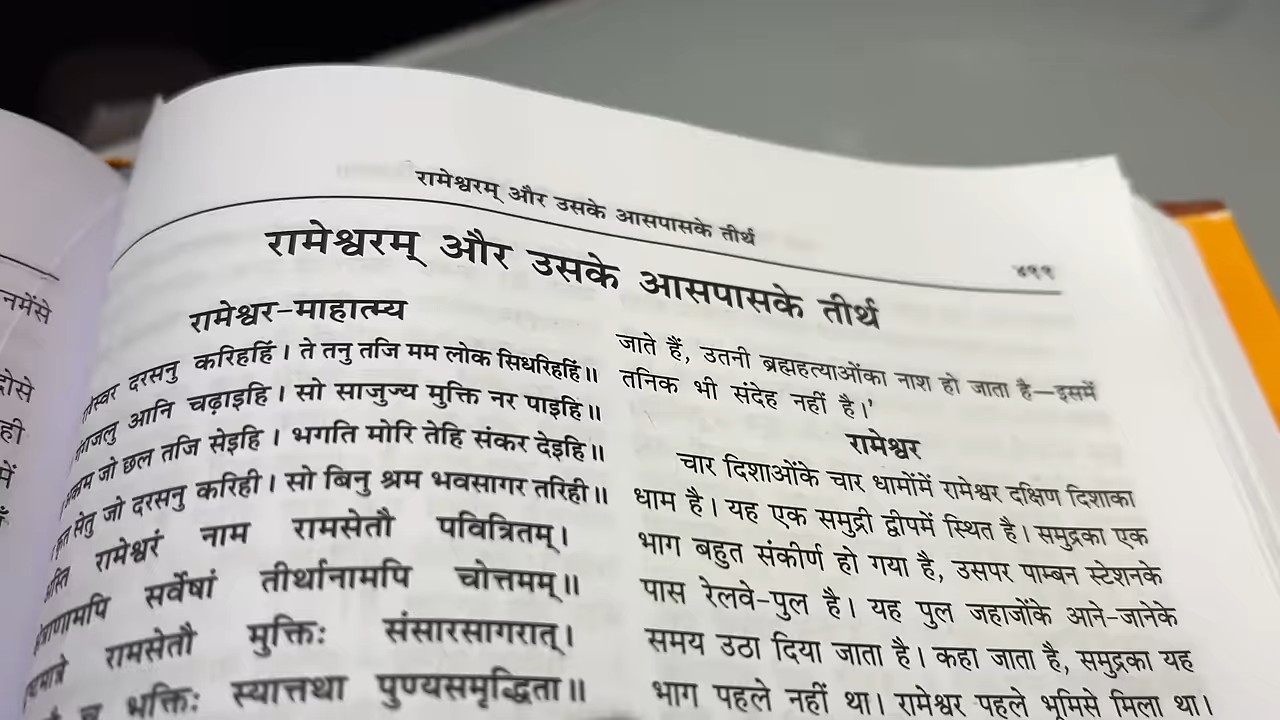 रामेश्वरम् और उसके आसपासके तीर्थ
४९९
रामेश्वरम् और उसके आसपासके तीर्थ
रामेश्वर-माहात्म्य
दरसनु करिहहिं। ते तनु तजि मम लोक सिधरिहहिं॥
आनि चढ़ाइहि। सो साजुज्य मुक्ति नर पाइहि॥
जो छल तजि सेइहि। भगति मोरि तेहि संकर देइहि॥
सेतु जो दरसनु करिही। सो बिनु श्रम भवसागर तरिही॥
रामेश्वरं नाम रामसेतौ पवित्रितम्।
सर्वेषां तीर्थानामपि चोत्तमम्॥
रामसेतौ मुक्तिः संसारसागरात्।
च भक्तिः स्यात्तथा पुण्यसमृद्धिता॥
जाते हैं, उतनी ब्रह्महत्याओंका नाश हो जाता है—इसमें
तनिक भी संदेह नहीं है।'
रामेश्वर
चार दिशाओंके चार धामोंमें रामेश्वर दक्षिण दिशाका
धाम है। यह एक समुद्री द्वीपमें स्थित है। समुद्रका एक
भाग बहुत संकीर्ण हो गया है, उसपर पाम्बन स्टेशनके
पास रेलवे-पुल है। यह पुल जहाजोंके आने-जानेके
समय उठा दिया जाता है। कहा जाता है, समुद्रका यह
भाग पहले नहीं था। रामेश्वर पहले भूमिसे मिला था।